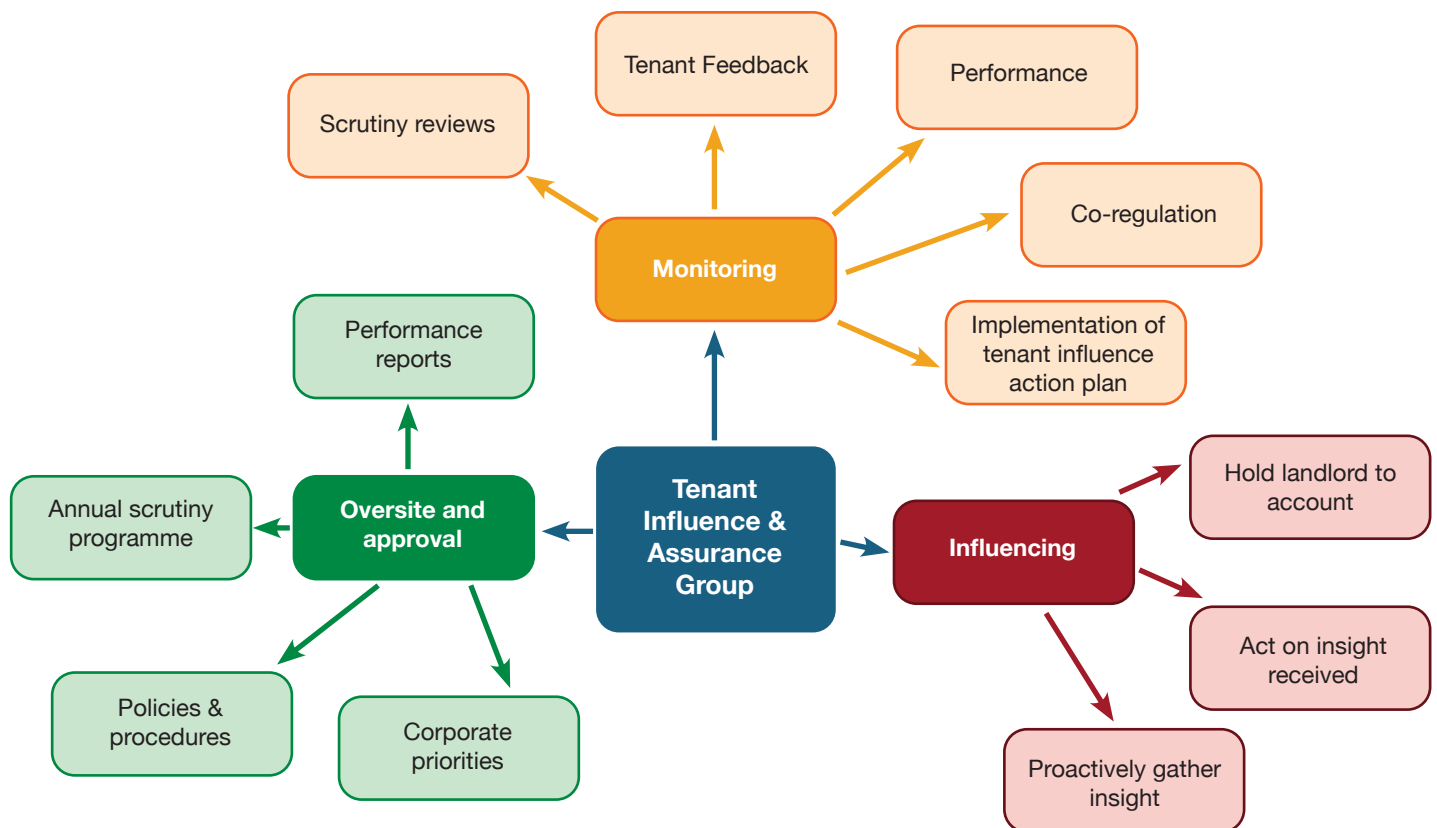 Tenant Feedback
Performance
Scrutiny reviews
Co-regulation
Monitoring
Implementation of
tenant influence
action plan
Performance
reports
Tenant
Influence &
Assurance
Group
Oversite and
approval
Annual scrutiny
programme
Policies &
procedures
Corporate
priorities
Influencing
Hold landlord to
account
Act on insight
received
Proactively gather
insight